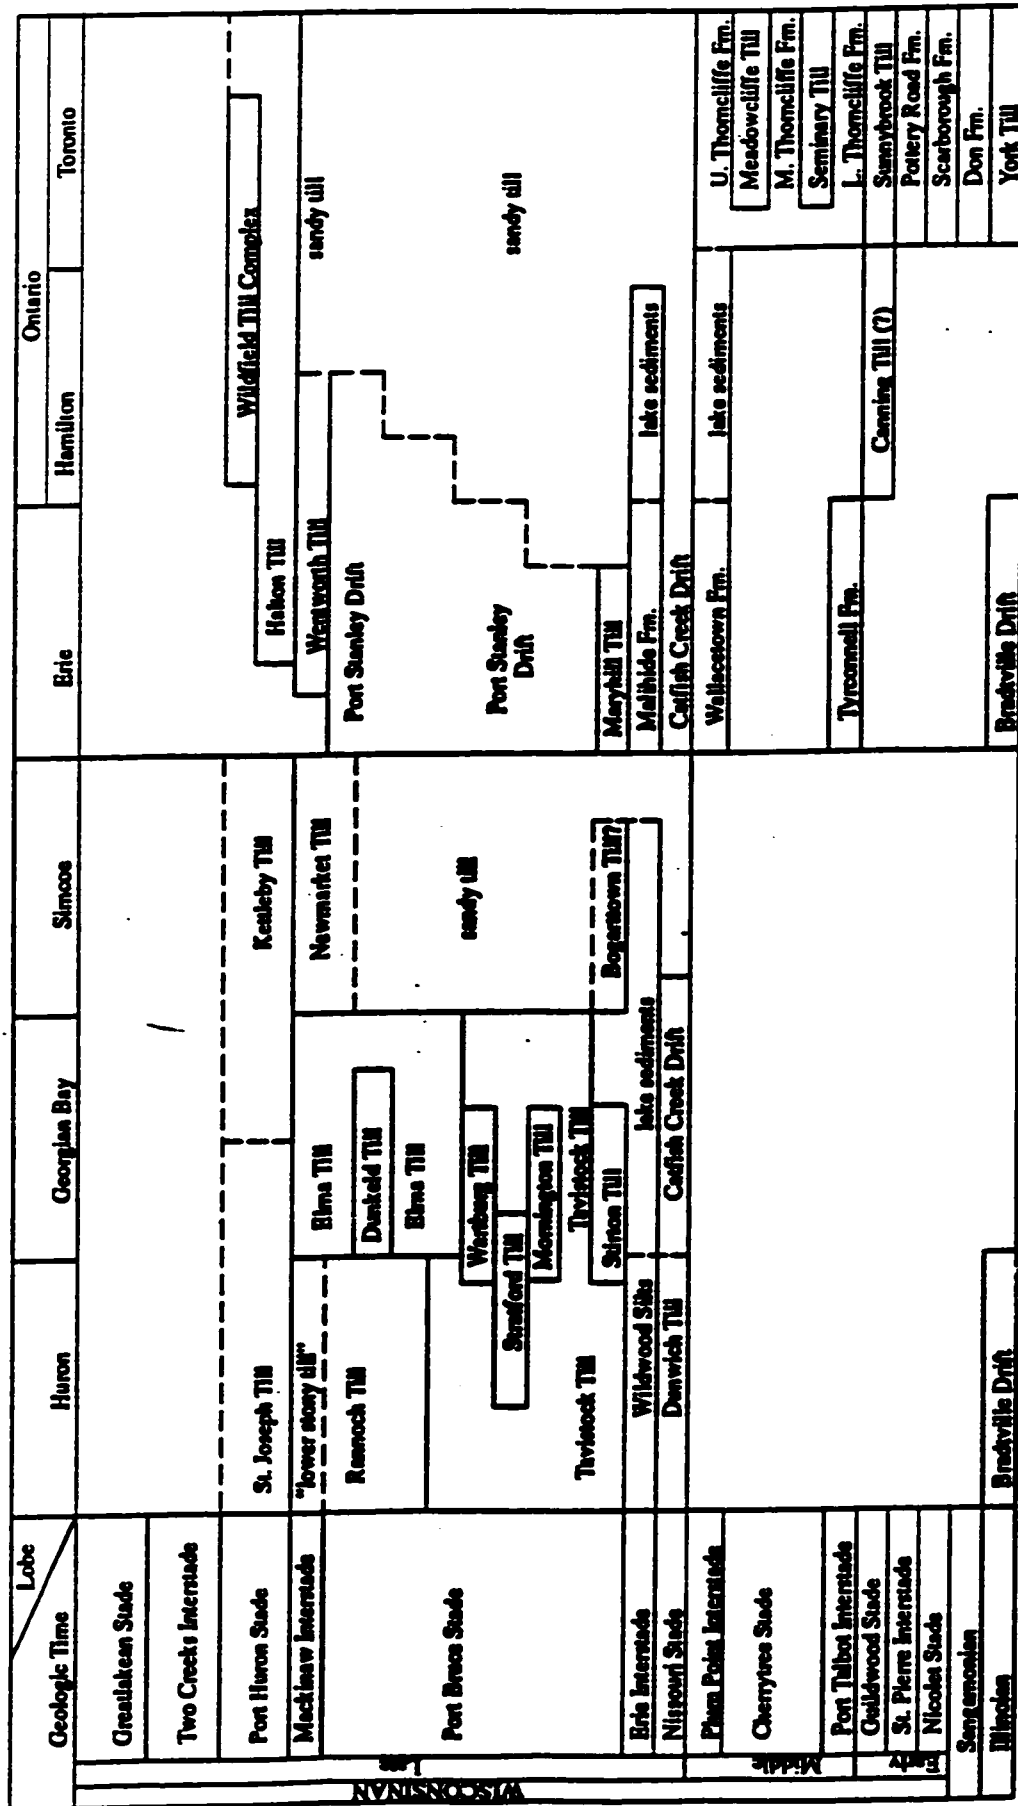 Lobe
Geologic Time
Huron
Georgian Bay
Simcoe
Erie
Ontario
Hamilton
Toronto
WISCONSINAN
Late
Middle
Early
Greatlakean Stade
Two Creeks Interstade
Port Huron Stade
St. Joseph Till
Kettleby Till
Halton Till
Wildfield Till Complex
Mackinaw Interstade
"lower stony till"
Elma Till
Newmarket Till
Wentworth Till
sandy till
Port Bruce Stade
Rannoch Till
Dunkeld Till
Elma Till
Port Stanley Drift
Wartburg Till
sandy till
Stratford Till
Port Stanley
Drift
sandy till
Mornington Till
Tavistock Till
Tavistock Till
Stirton Till
Bogarttown Till?
Maryhill Till
Erie Interstade
Wildwood Silts
lake sediments
Malahide Fm.
lake sediments
Nissouri Stade
Dunwich Till
Catfish Creek Drift
Catfish Creek Drift
Plum Point Interstade
Wallacetown Fm.
lake sediments
U. Thorncliffe Fm.
Cherrytree Stade
Meadowcliffe Till
M. Thorncliffe Fm.
Seminary Till
Port Talbot Interstade
Tyrconnell Fm.
L. Thorncliffe Fm.
Guildwood Stade
Canning Till (?)
Sunnybrook Till
St. Pierre Interstade
Pottery Road Fm.
Nicolet Stade
Scarborough Fm.
Sangamonian
Don Fm.
Illinoian
Bradtville Drift
Bradtville Drift
York Till